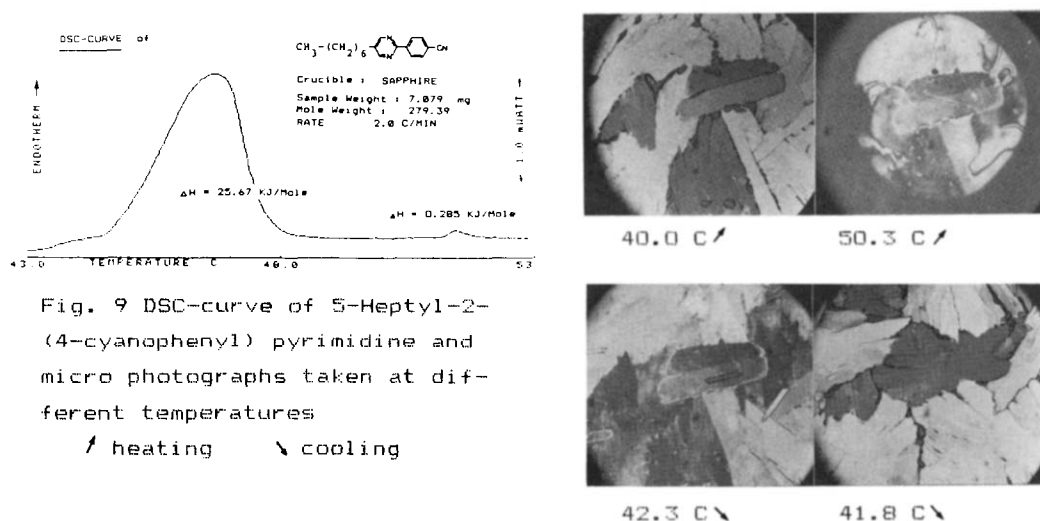 DSC-CURVE of
CH3-(CH2)6 CN
Crucible : SAPPHIRE
Sample Weight : 7.079 mg
Mole Weight : 279.39
RATE 2.0 C/MIN
ENDOTHERM →
← 1.0 mWATT →
ΔH = 25.67 KJ/Mole
ΔH = 0.285 KJ/Mole
43.0 TEMPERATURE C 48.0 53
Fig. 9 DSC-curve of 5-Heptyl-2-
(4-cyanophenyl) pyrimidine and
micro photographs taken at dif-
ferent temperatures
↗ heating ↘ cooling
40.0 C↗ 50.3 C↗
42.3 C↘ 41.8 C↘